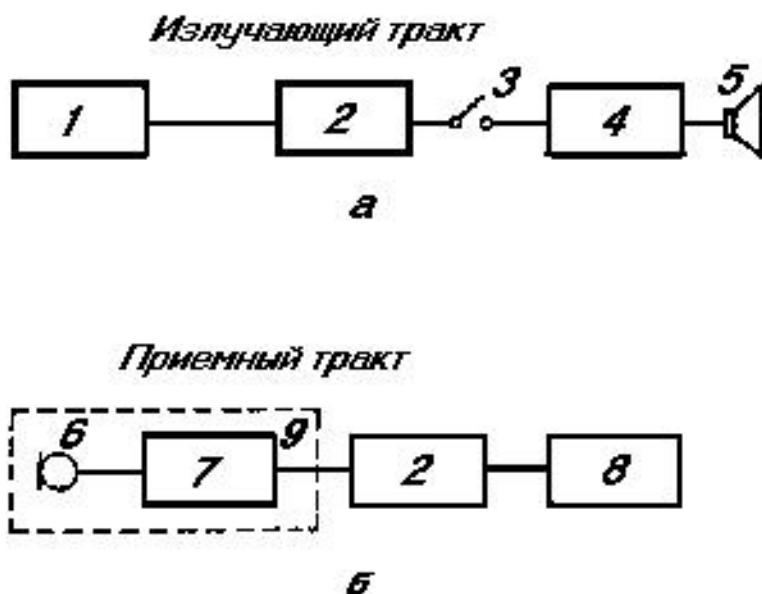 Излучающий тракт
1 2 3 4 5
а
Приемный тракт
6 7 9 2 8
б